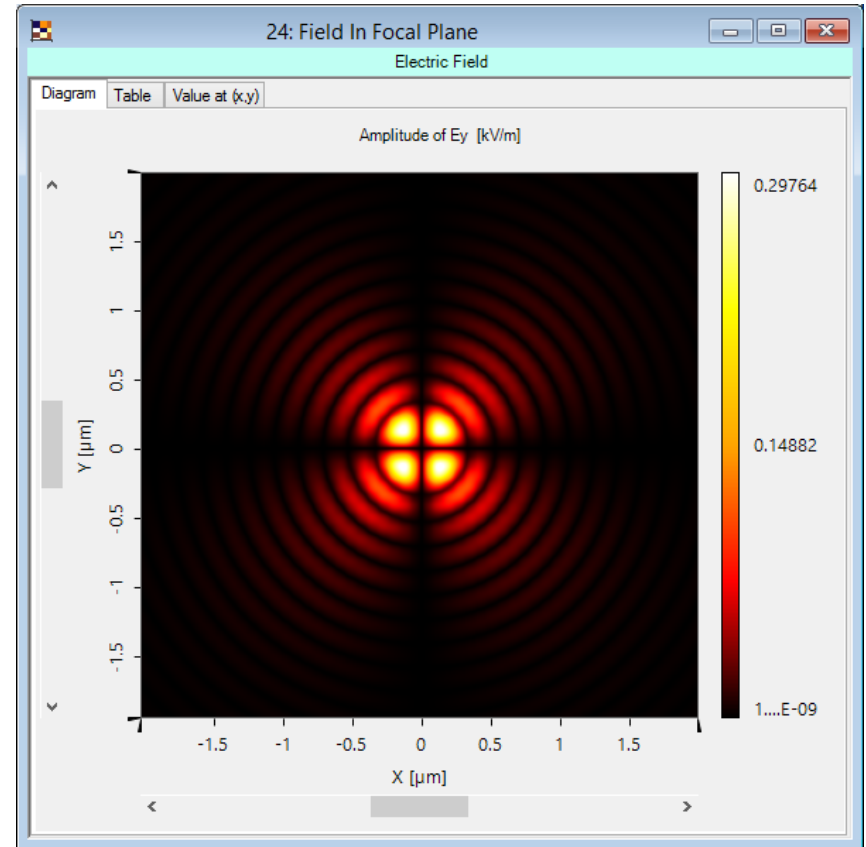 24: Field In Focal Plane
Electric Field
Diagram Table Value at (x,y)
Amplitude of Ey [kV/m]
0.29764
1.5
1
0.5
Y [µm]
0
0.14882
-0.5
-1
-1.5
1....E-09
-1.5 -1 -0.5 0 0.5 1 1.5
X [µm]